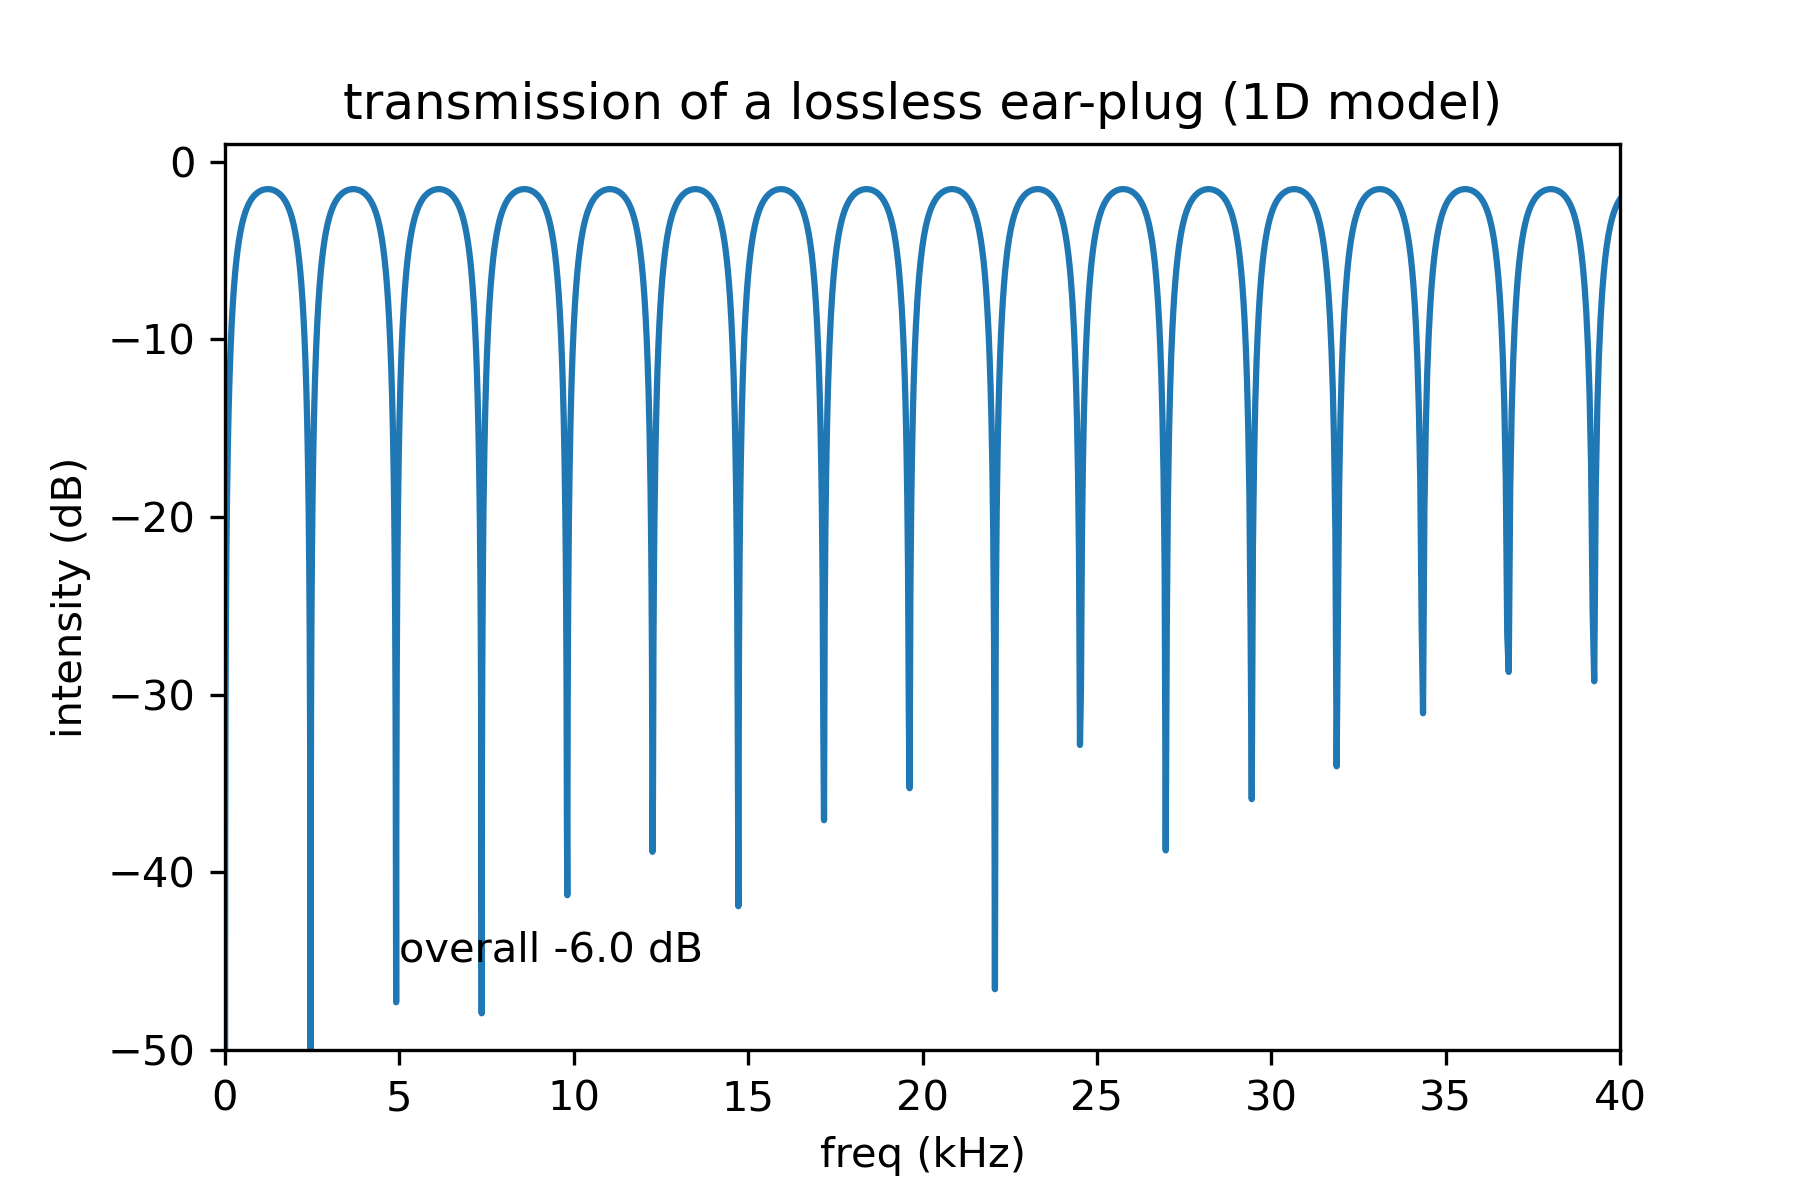 transmission of a lossless ear-plug (1D model)
intensity (dB)
0
−10
−20
−30
−40
−50
overall -6.0 dB
0 5 10 15 20 25 30 35 40
freq (kHz)